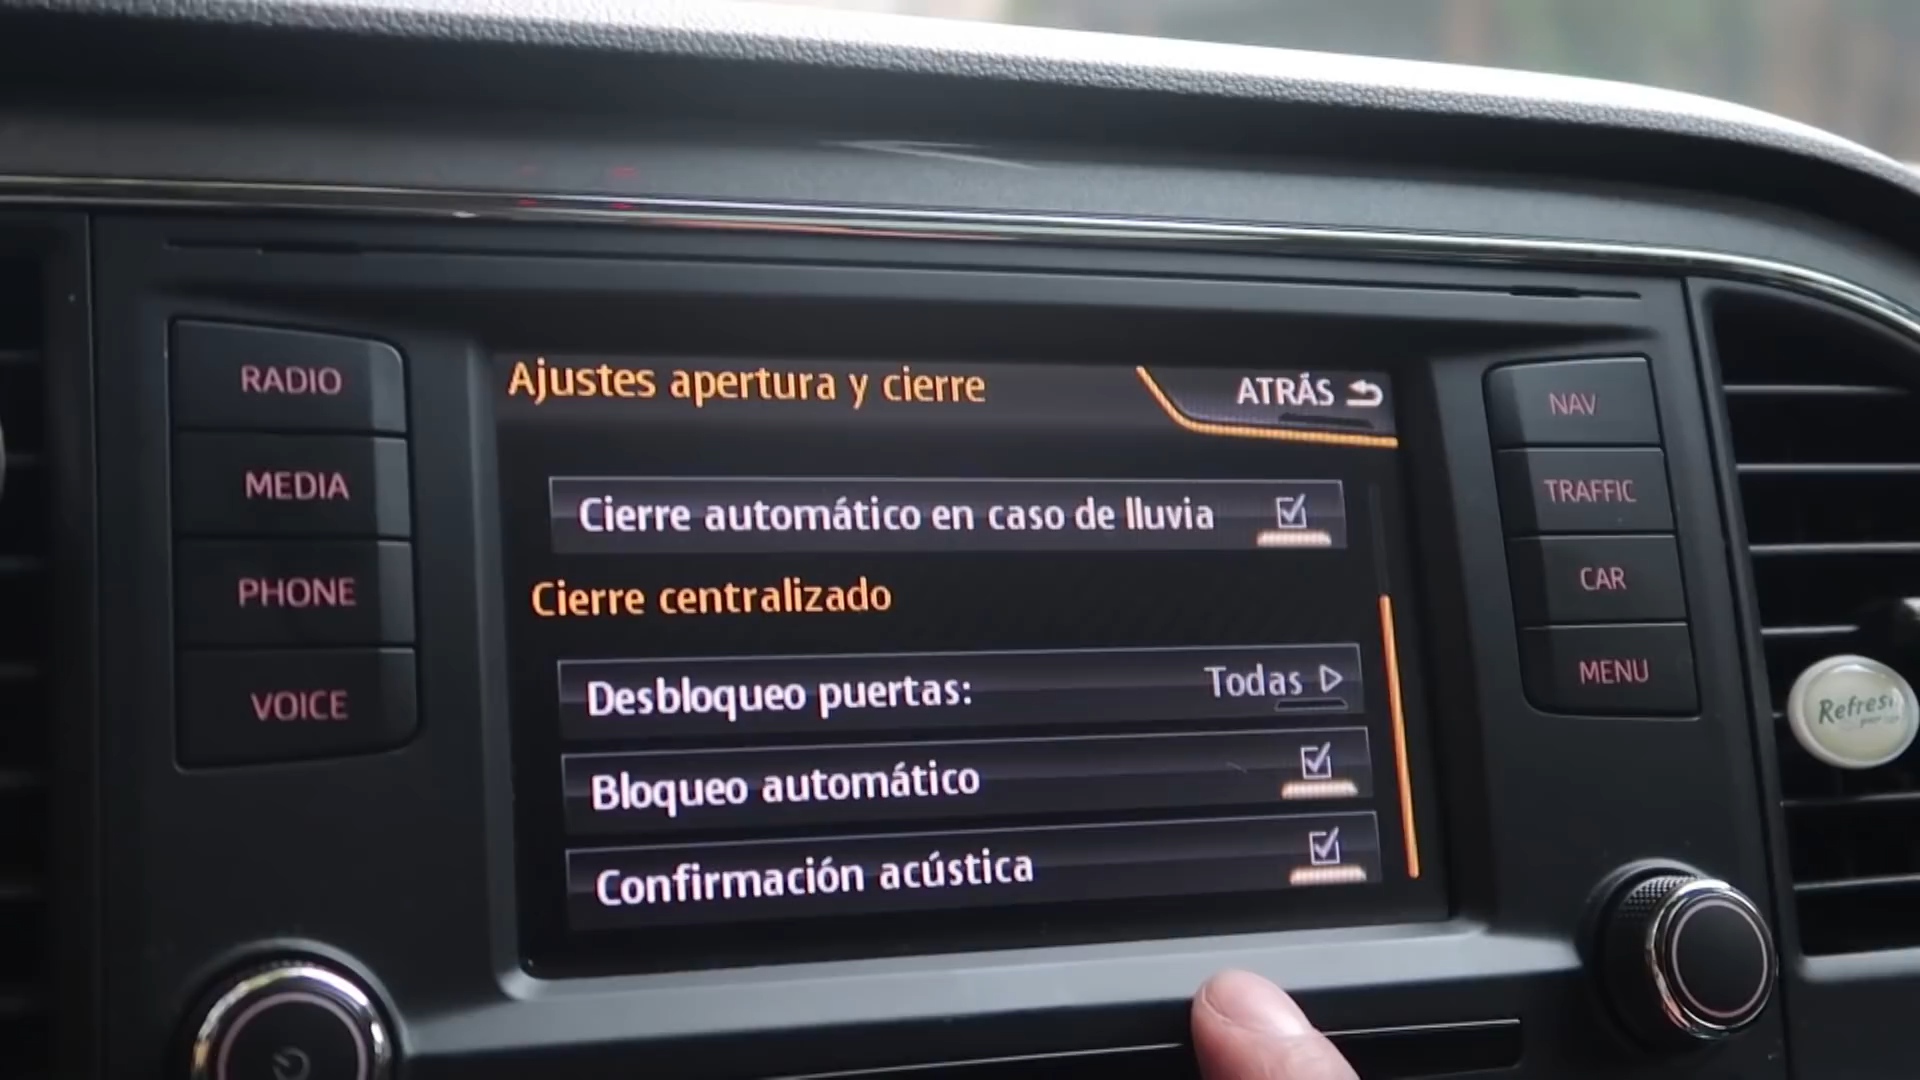 RADIO
MEDIA
PHONE
VOICE
Ajustes apertura y cierre
ATRÁS
Cierre automático en caso de lluvia
Cierre centralizado
Desbloqueo puertas: Todas
Bloqueo automático
Confirmación acústica
NAV
TRAFFIC
CAR
MENU